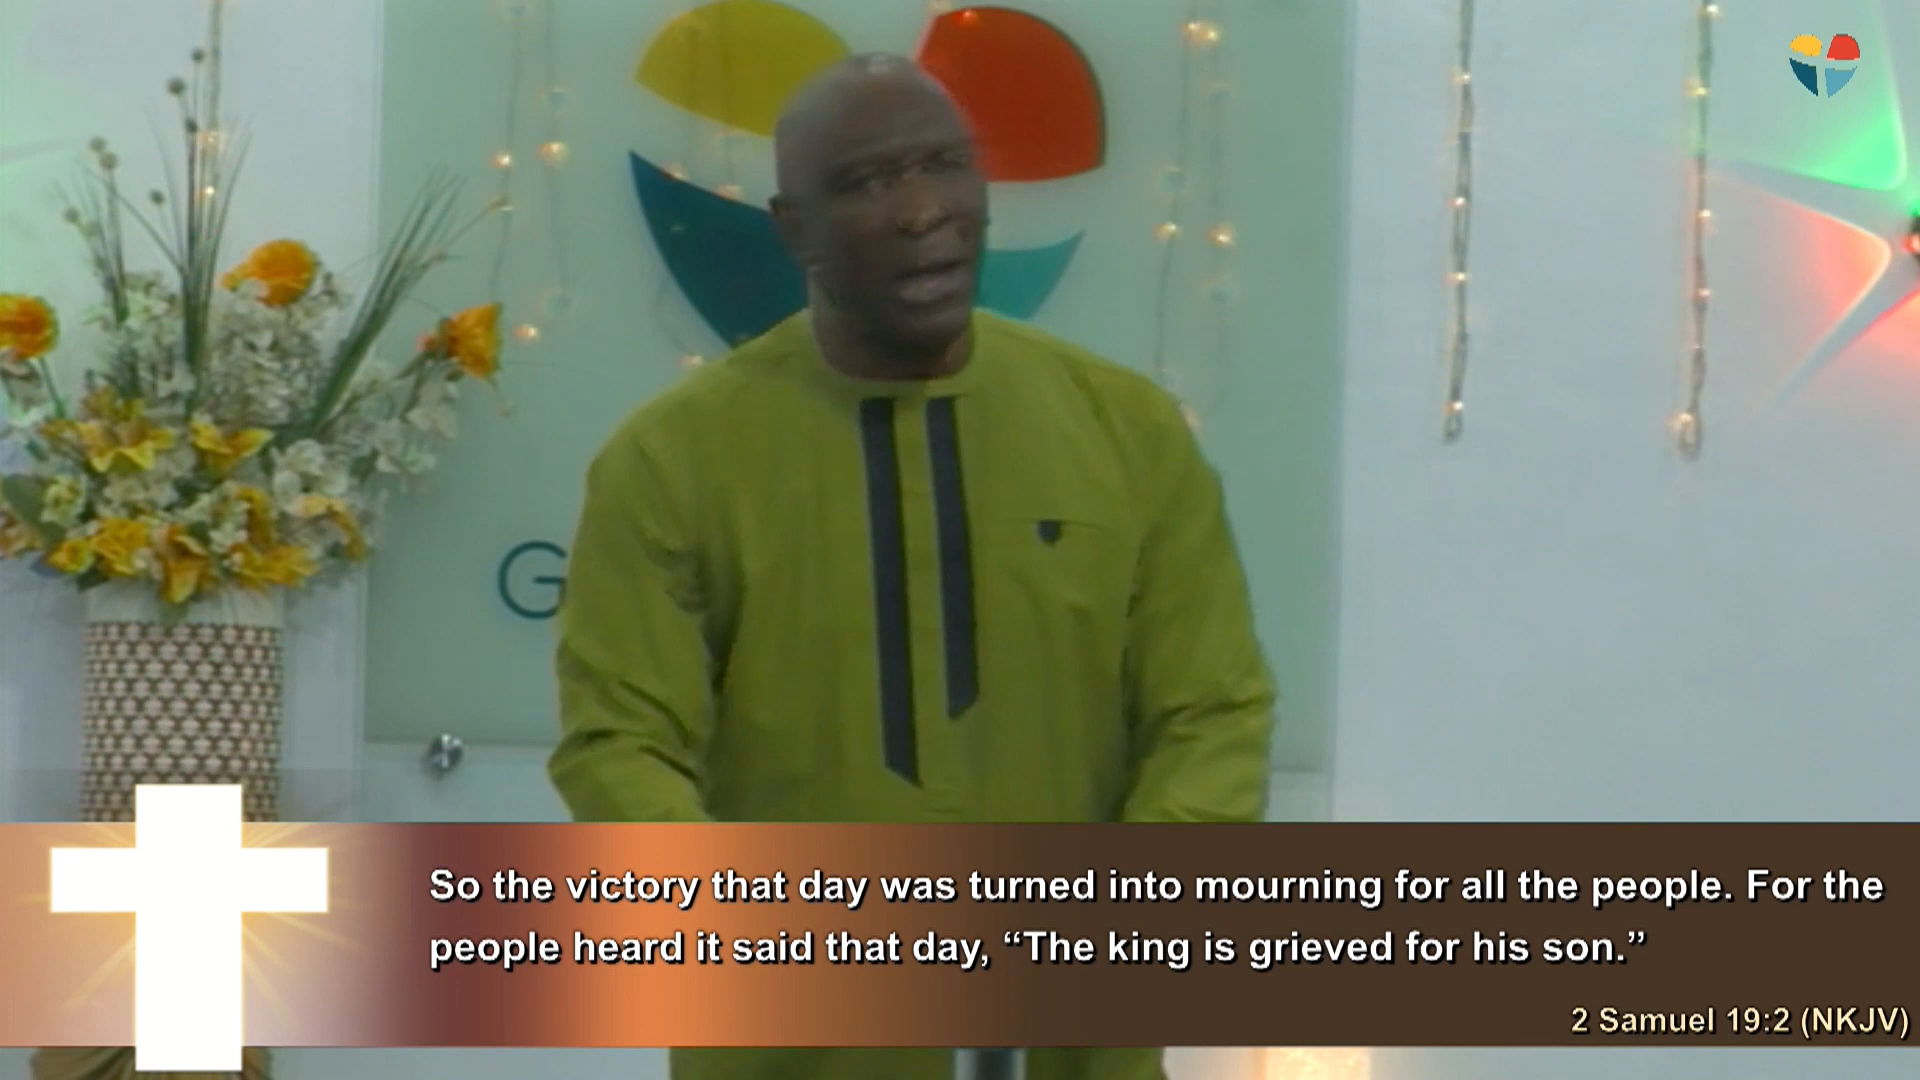 G
So the victory that day was turned into mourning for all the people. For the
people heard it said that day, “The king is grieved for his son.”
2 Samuel 19:2 (NKJV)